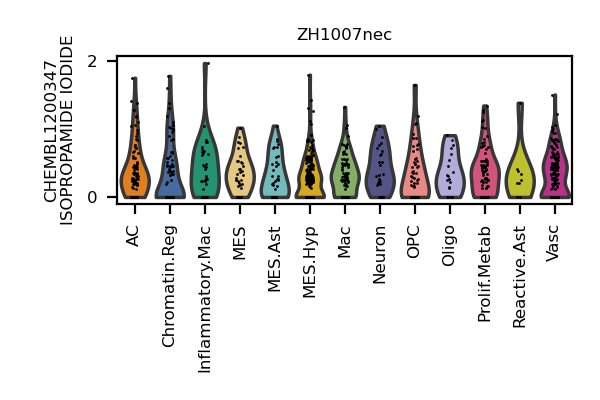 ZH1007nec
CHEMBL1200347
ISOPROPAMIDE IODIDE
2
0
AC
Chromatin.Reg
Inflammatory.Mac
MES
MES.Ast
MES.Hyp
Mac
Neuron
OPC
Oligo
Prolif.Metab
Reactive.Ast
Vasc